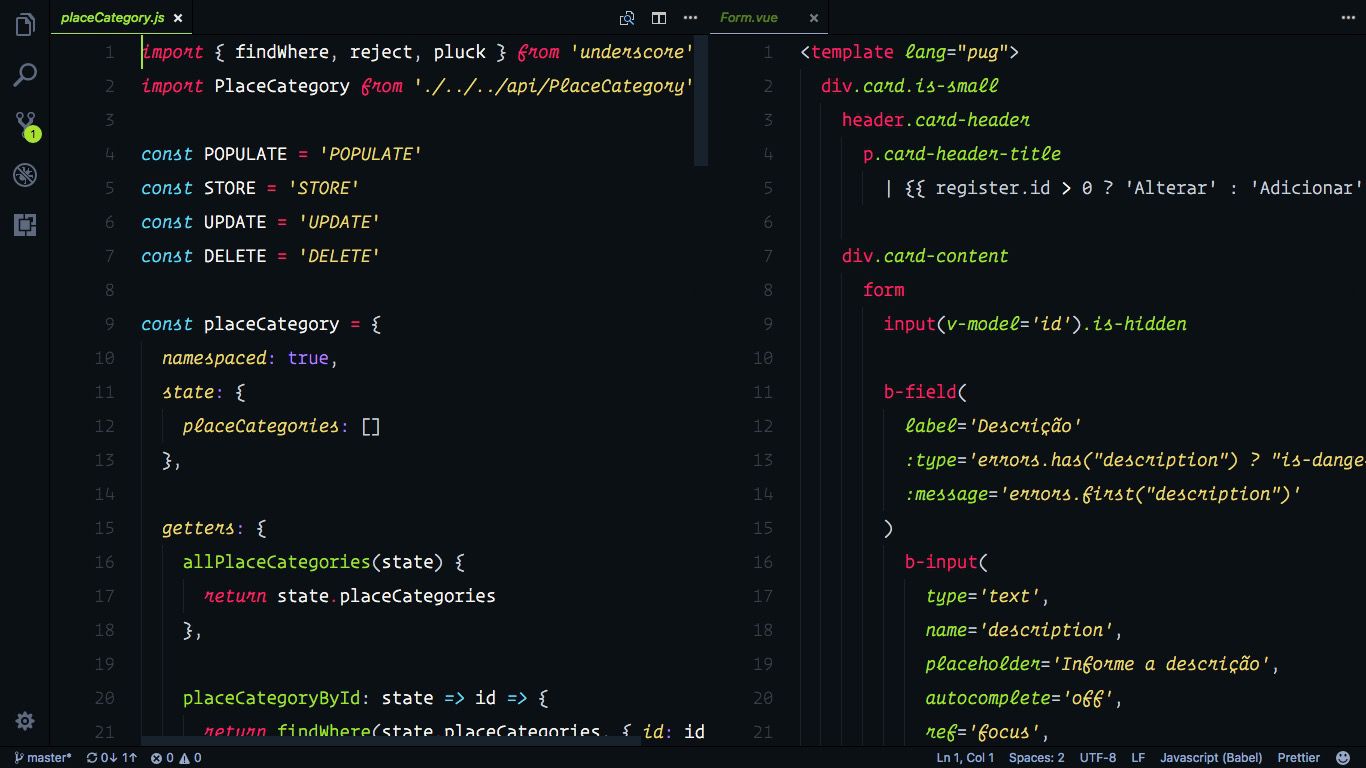 placeCategory.js
1 import { findWhere, reject, pluck } from 'underscore'
2 import PlaceCategory from './../../api/PlaceCategory'
3
4 const POPULATE = 'POPULATE'
5 const STORE = 'STORE'
6 const UPDATE = 'UPDATE'
7 const DELETE = 'DELETE'
8
9 const placeCategory = {
10 namespaced: true,
11 state: {
12 placeCategories: []
13 },
14
15 getters: {
16 allPlaceCategories(state) {
17 return state.placeCategories
18 },
19
20 placeCategoryById: state => id => {
21 return findWhere(state.placeCategories, { id: id
Form.vue
1 <template lang="pug">
2 div.card.is-small
3 header.card-header
4 p.card-header-title
5 | {{ register.id > 0 ? 'Alterar' : 'Adicionar'
6
7 div.card-content
8 form
9 input(v-model='id').is-hidden
10
11 b-field(
12 label='Descrição'
13 :type='errors.has("description") ? "is-dange
14 :message='errors.first("description")'
15 )
16 b-input(
17 type='text',
18 name='description',
19 placeholder='Informe a descrição',
20 autocomplete='off',
21 ref='focus',
1
master* 0↓ 1↑ 0 0 Ln 1, Col 1 Spaces: 2 UTF-8 LF Javascript (Babel) Prettier